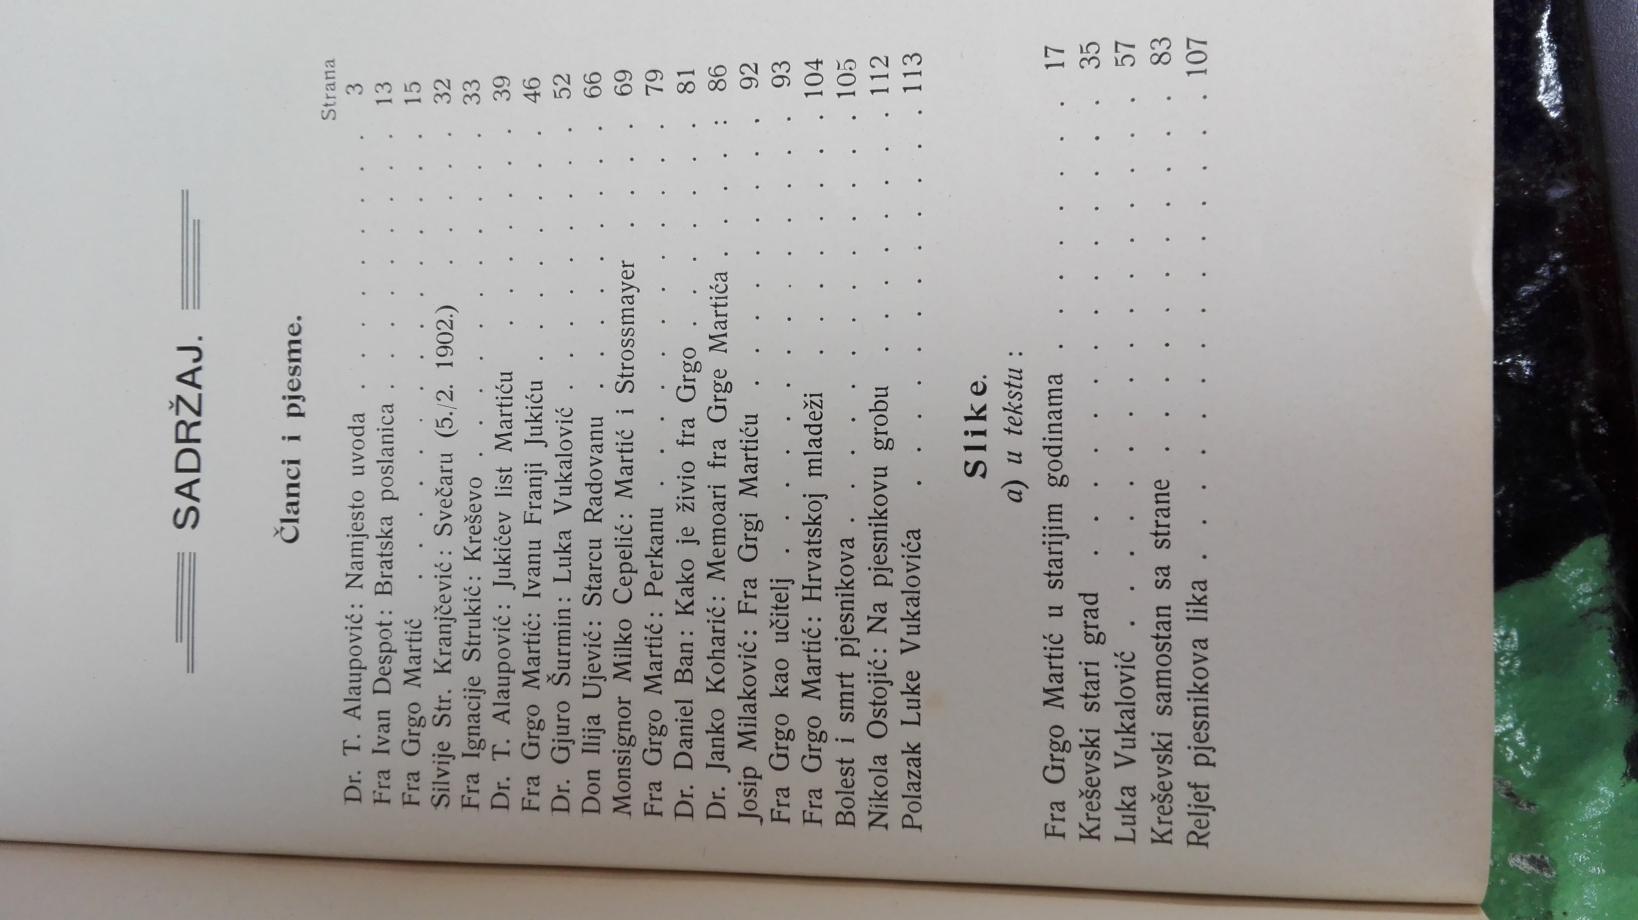 SADRŽAJ.
Članci i pjesme.
Strana
Dr. T. Alaupović: Namjesto uvoda . . . . . . . . . 3
Fra Ivan Despot: Bratska poslanica . . . . . . . . . 13
Fra Grgo Martić . . . . . . . . . . . . . . 15
Silvije Str. Kranjčević: Svečaru (5./2. 1902.) . . . . . . 32
Fra Ignacije Strukić: Kreševo . . . . . . . . . . . 33
Dr. T. Alaupović: Jukićev list Martiću . . . . . . . . 39
Fra Grgo Martić: Ivanu Franji Jukiću . . . . . . . . 46
Dr. Gjuro Šurmin: Luka Vukalović . . . . . . . . . 52
Don Ilija Ujević: Starcu Radovanu . . . . . . . . . 66
Monsignor Milko Cepelić: Martić i Strossmayer . . . . . 69
Fra Grgo Martić: Perkanu . . . . . . . . . . . 79
Dr. Daniel Ban: Kako je živio fra Grgo . . . . . . . . 81
Dr. Janko Koharić: Memoari fra Grge Martića . . . . . : 86
Josip Milaković: Fra Grgi Martiću . . . . . . . . . 92
Fra Grgo kao učitelj . . . . . . . . . . . . . 93
Fra Grgo Martić: Hrvatskoj mladeži . . . . . . . . . 104
Bolest i smrt pjesnikova . . . . . . . . . . . . 105
Nikola Ostojić: Na pjesnikovu grobu . . . . . . . . 112
Polazak Luke Vukalovića . . . . . . . . . . . 113
Slike.
a) u tekstu:
Fra Grgo Martić u starijim godinama . . . . . . . . 17
Kreševski stari grad . . . . . . . . . . . . . 35
Luka Vukalović . . . . . . . . . . . . . . 57
Kreševski samostan sa strane . . . . . . . . . . 83
Reljef pjesnikova lika . . . . . . . . . . . . 107